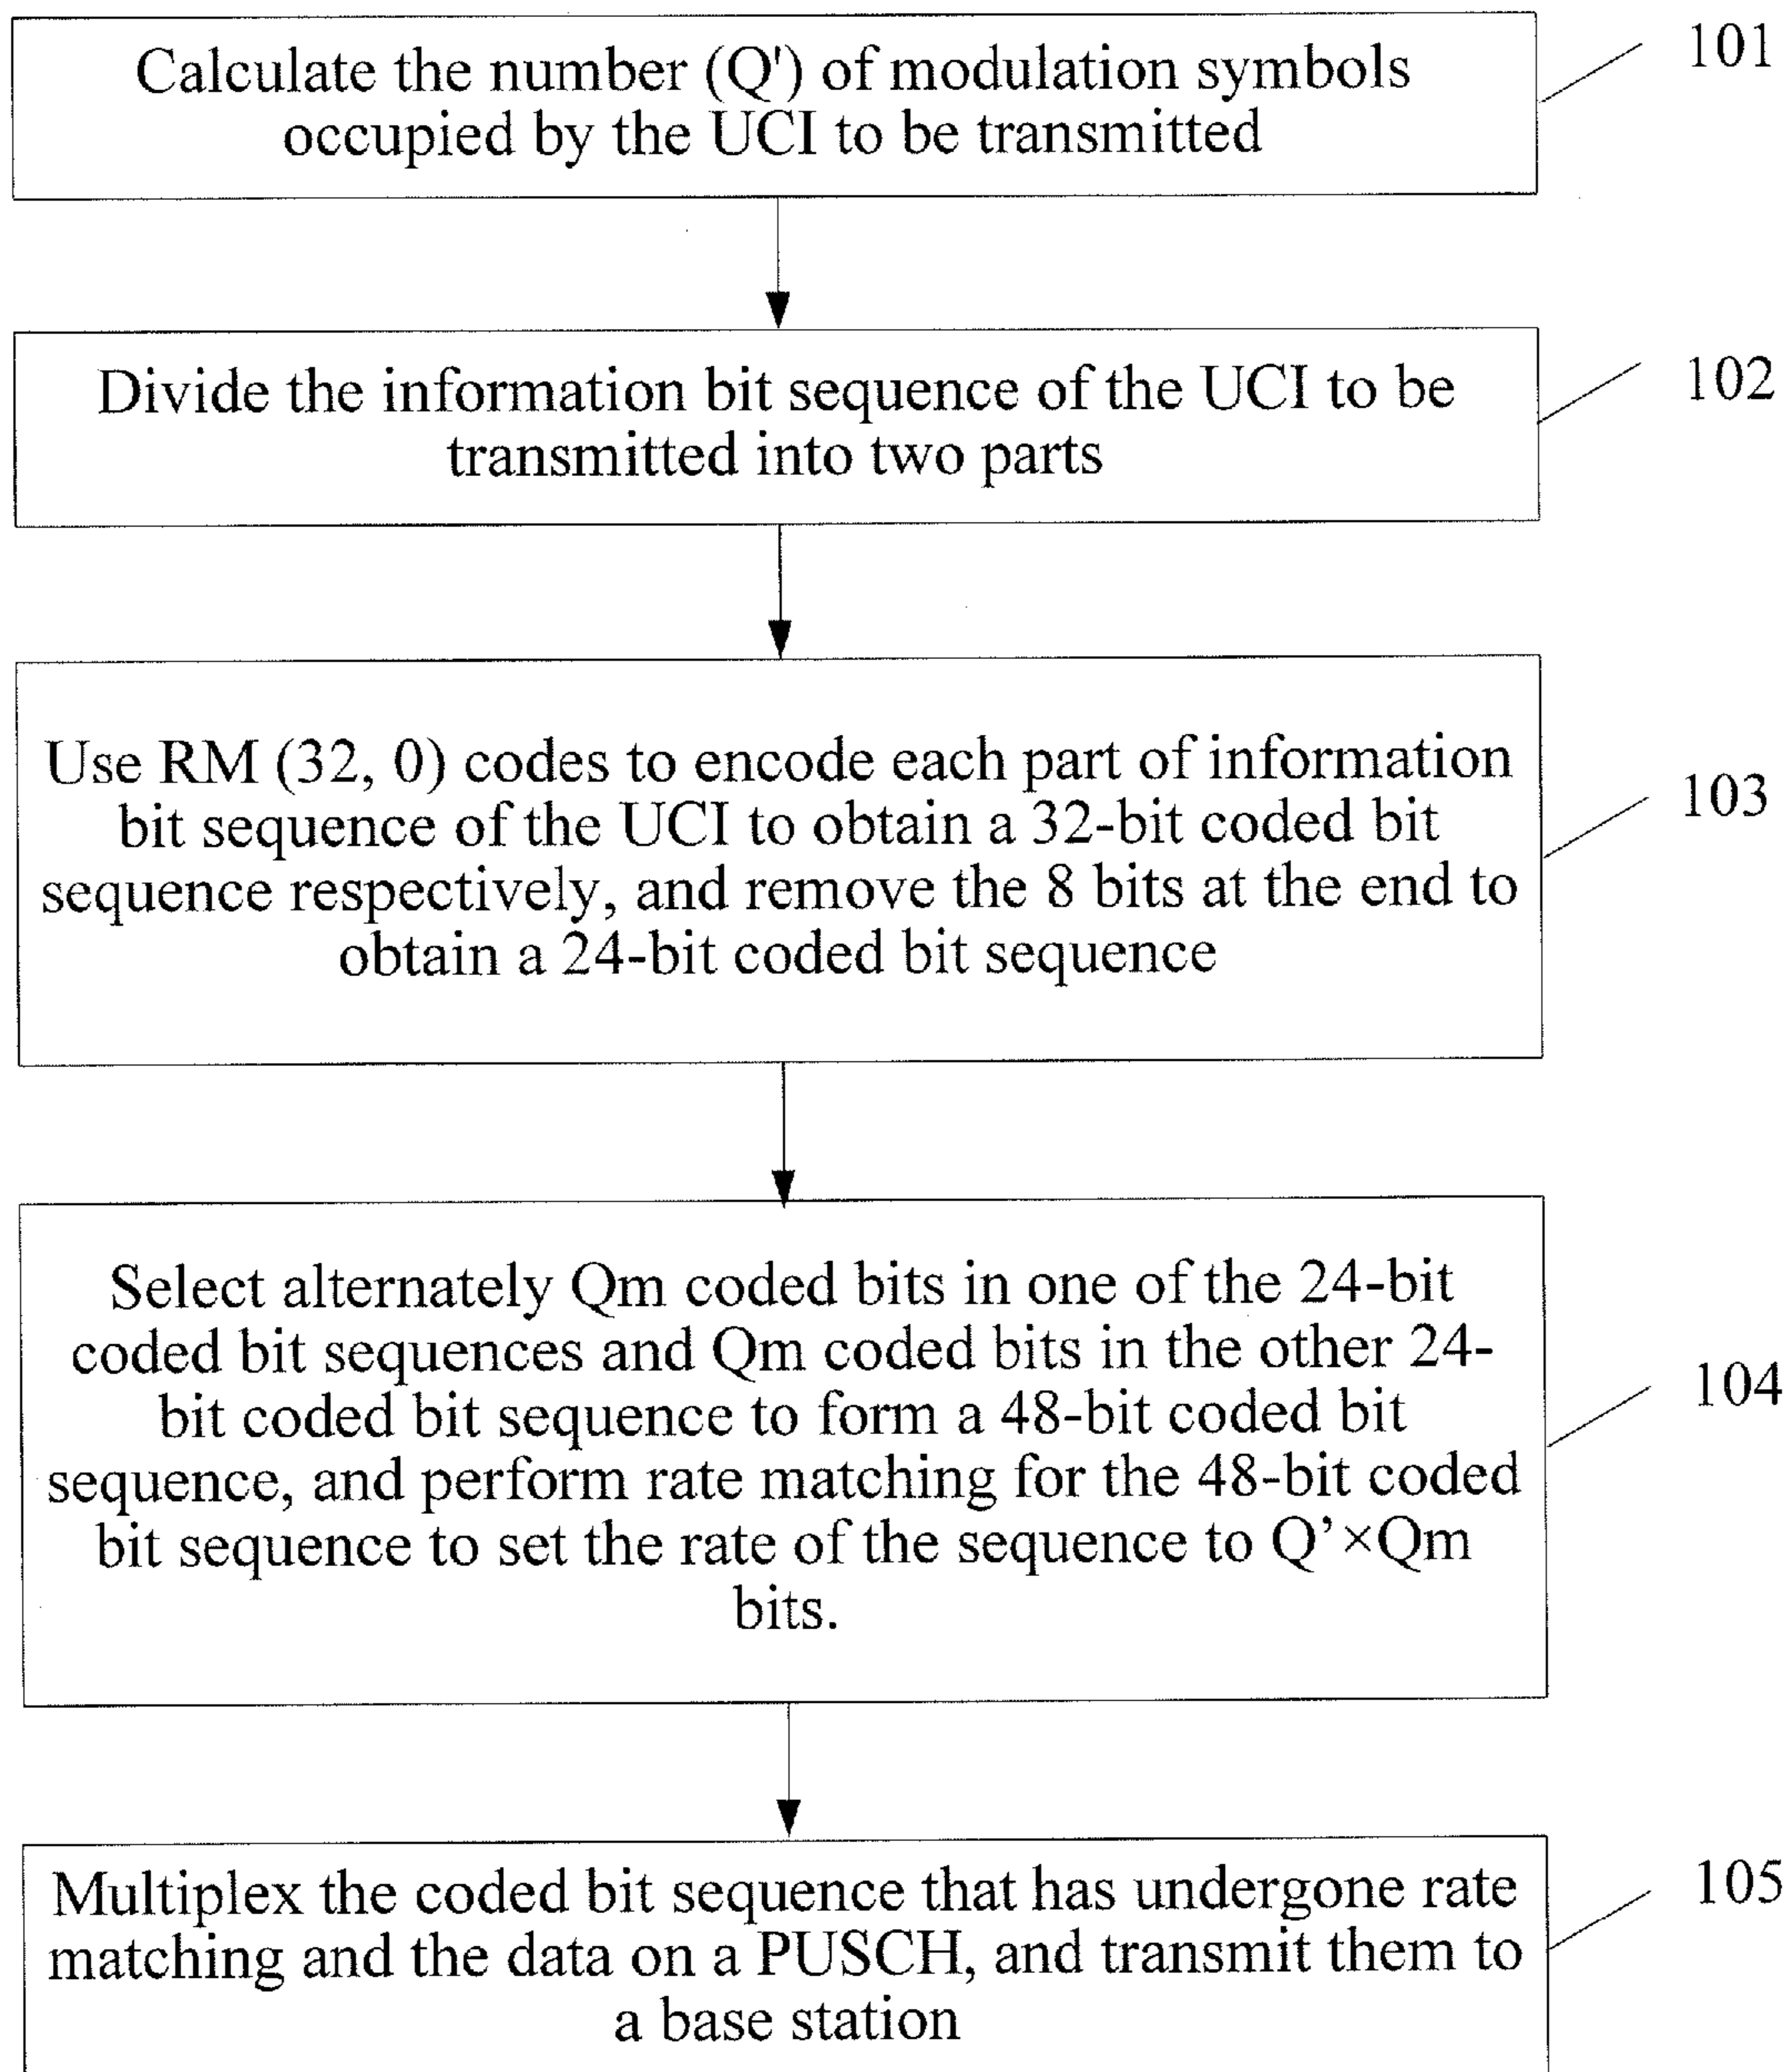 Calculate the number (Q') of modulation symbols
occupied by the UCI to be transmitted
101
Divide the information bit sequence of the UCI to be
transmitted into two parts
102
Use RM (32, 0) codes to encode each part of information
bit sequence of the UCI to obtain a 32-bit coded bit
sequence respectively, and remove the 8 bits at the end to
obtain a 24-bit coded bit sequence
103
Select alternately Qm coded bits in one of the 24-bit
coded bit sequences and Qm coded bits in the other 24-
bit coded bit sequence to form a 48-bit coded bit
sequence, and perform rate matching for the 48-bit coded
bit sequence to set the rate of the sequence to Q’×Qm
bits.
104
Multiplex the coded bit sequence that has undergone rate
matching and the data on a PUSCH, and transmit them to
a base station
105